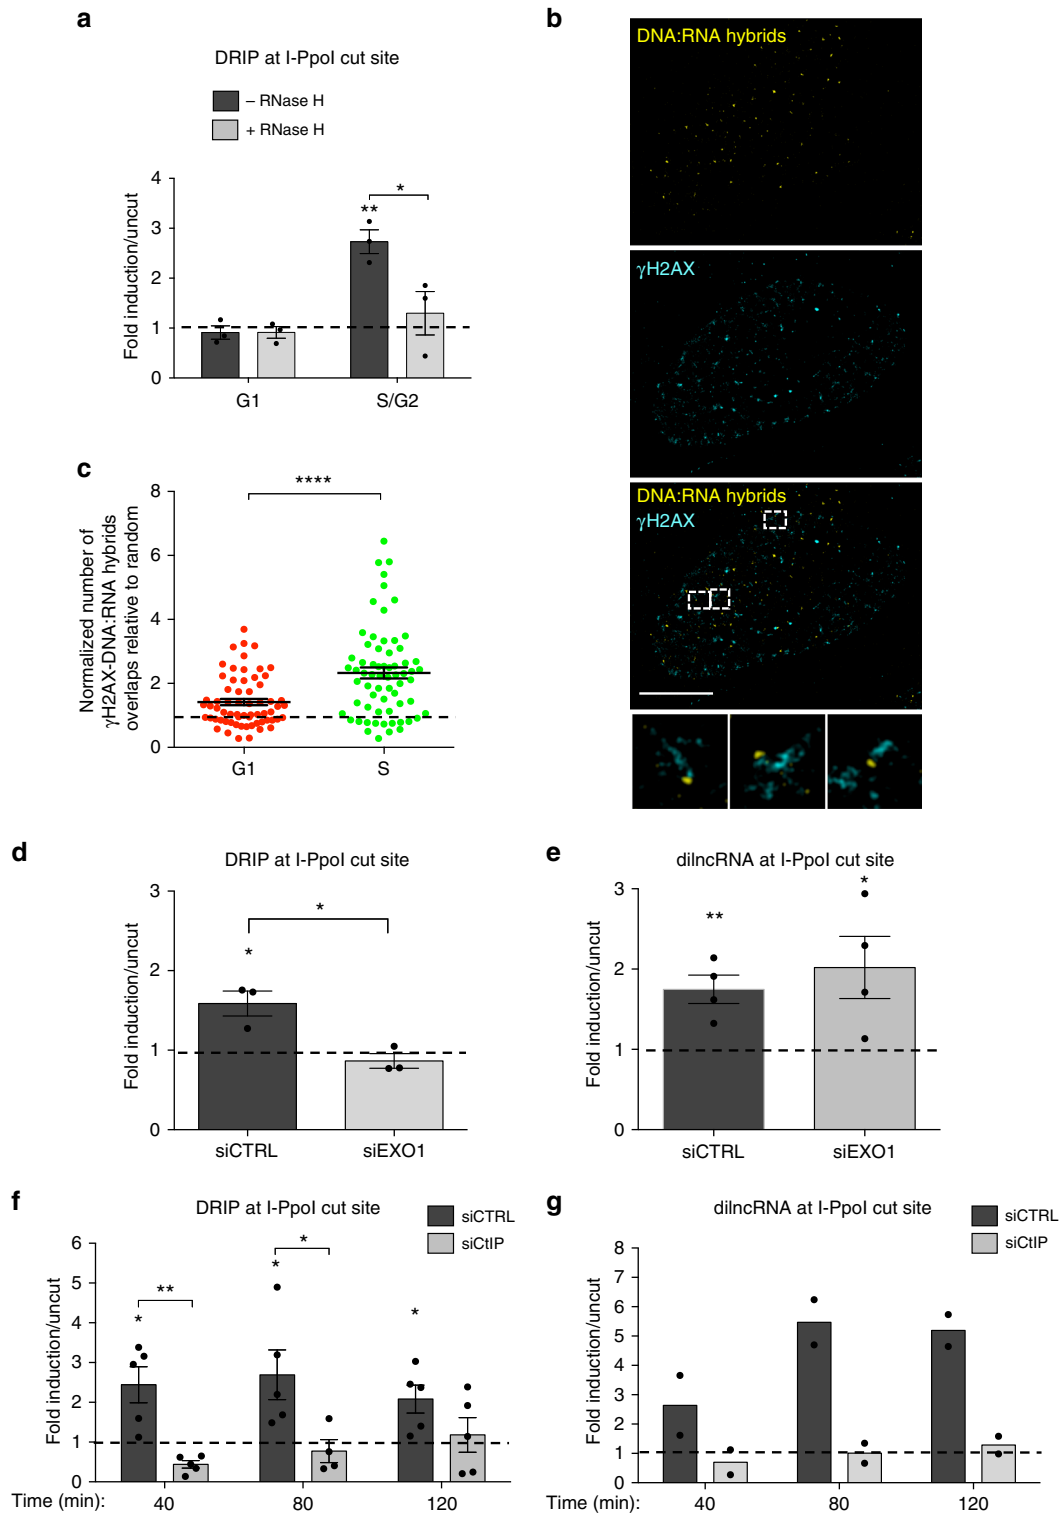 a
DRIP at I-PpoI cut site
– RNase H
+ RNase H
Fold induction/uncut
4
3
2
1
0
**
*
G1
S/G2
b
DNA:RNA hybrids
γH2AX
DNA:RNA hybrids
γH2AX
c
Normalized number of
γH2AX-DNA:RNA hybrids
overlaps relative to random
8
6
4
2
0
****
G1
S
d
DRIP at I-PpoI cut site
Fold induction/uncut
3
2
1
0
*
*
siCTRL
siEXO1
e
dilncRNA at I-PpoI cut site
Fold induction/uncut
3
2
1
0
**
*
siCTRL
siEXO1
f
DRIP at I-PpoI cut site
siCTRL
siCtIP
Fold induction/uncut
6
5
4
3
2
1
0
*
**
*
*
*
Time (min):
40
80
120
g
dilncRNA at I-PpoI cut site
siCTRL
siCtIP
Fold induction/uncut
8
7
6
5
4
3
2
1
0
Time (min):
40
80
120